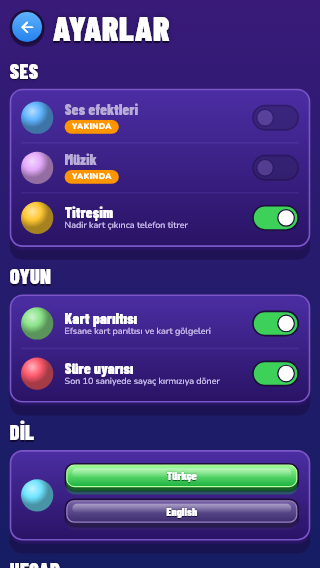 AYARLAR
SES
Ses efektleri
YAKINDA
Müzik
YAKINDA
Titreşim
Nadir kart çıkınca telefon titrer
OYUN
Kart parıltısı
Efsane kart parıltısı ve kart gölgeleri
Süre uyarısı
Son 10 saniyede sayaç kırmızıya döner
DİL
Türkçe
English
HESAP